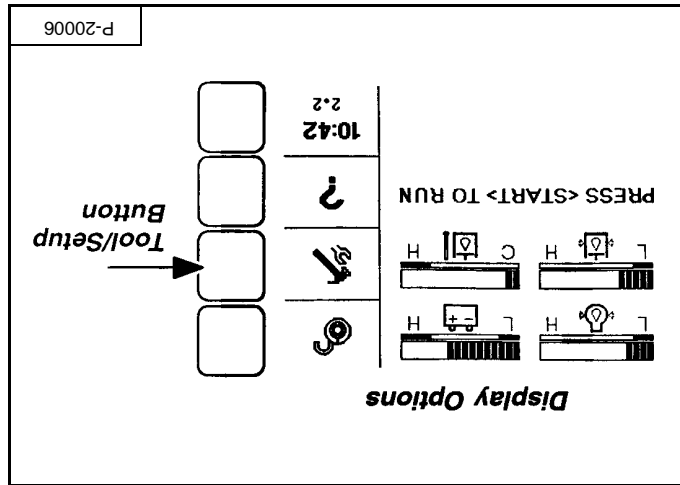 Display Options
L H L - + H
L H C H
Tool/Setup
Button
PRESS <START> TO RUN
?
10:42
2•2
P-20006